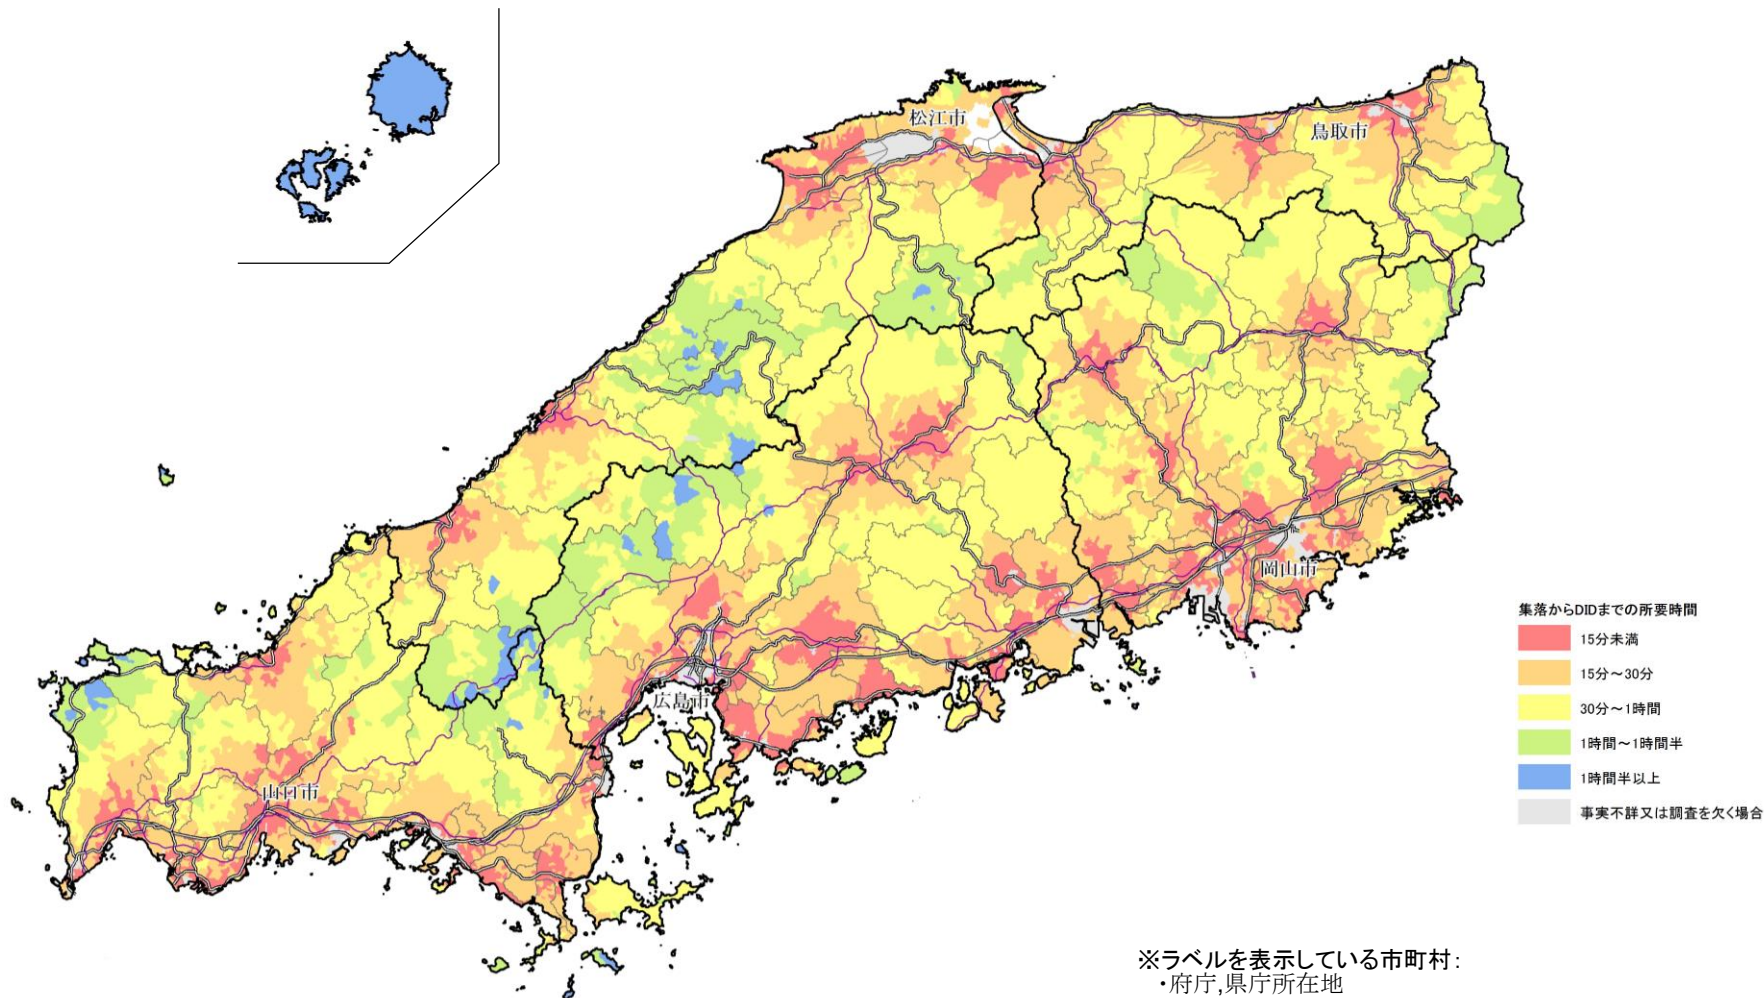 松江市
鳥取市
岡山市
広島市
山口市
集落からDIDまでの所要時間
15分未満
15分～30分
30分～1時間
1時間～1時間半
1時間半以上
事実不詳又は調査を欠く場合
※ラベルを表示している市町村：
・府庁,県庁所在地